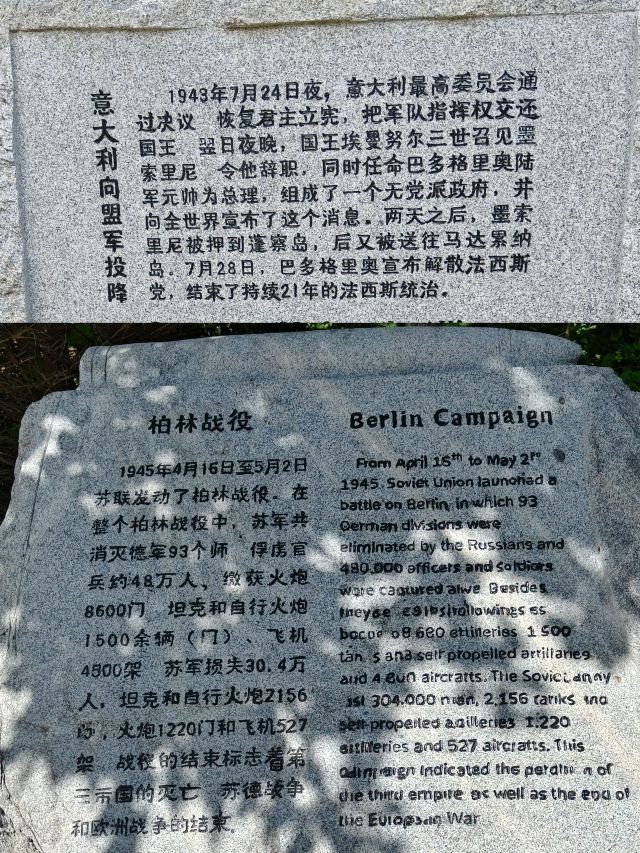 意大利向盟军投降
1943年7月24日夜，意大利最高委员会通
过决议 恢复君主立宪，把军队指挥权交还
国王 翌日夜晚，国王埃曼努尔三世召见墨
索里尼 令他辞职，同时任命巴多格里奥陆
军元帅为总理，组成了一个无党派政府，并
向全世界宣布了这个消息。两天之后，墨索
里尼被押到蓬察岛，后又被送往马达累纳
岛．7月28日，巴多格里奥宣布解散法西斯
党，结束了持续21年的法西斯统治。
柏林战役
1945年4月16日至5月2日
苏联发动了柏林战役。在
整个柏林战役中，苏军共
消灭德军93个师 俘虏官
兵约48万人、缴获火炮
8600门 坦克和自行火炮
1500余辆（门）、飞机
4500架 苏军损失30.4万
人，坦克和自行火炮2156
，火炮1220门和飞机527
架 战役的结束标志着第
三帝国的灭亡 苏德战争
和欧洲战争的结束
Berlin Campaign
From April 16th to May 2
1945 Soviet Union launched a
battle on Berlin, in which 93
German divisions were
eliminated by the Russians and
480.000 officers and soldiers
were captured alive Besides
followings as
8 680 1 500
and self propelled artillaries
and aircratts. The Soviet army
304.000 man, 2,156 tanks and
self-propelled 1.220
artilleries and 527 aircratts. This
Campaign indicated the of
the third empire as well as the end of
the European War